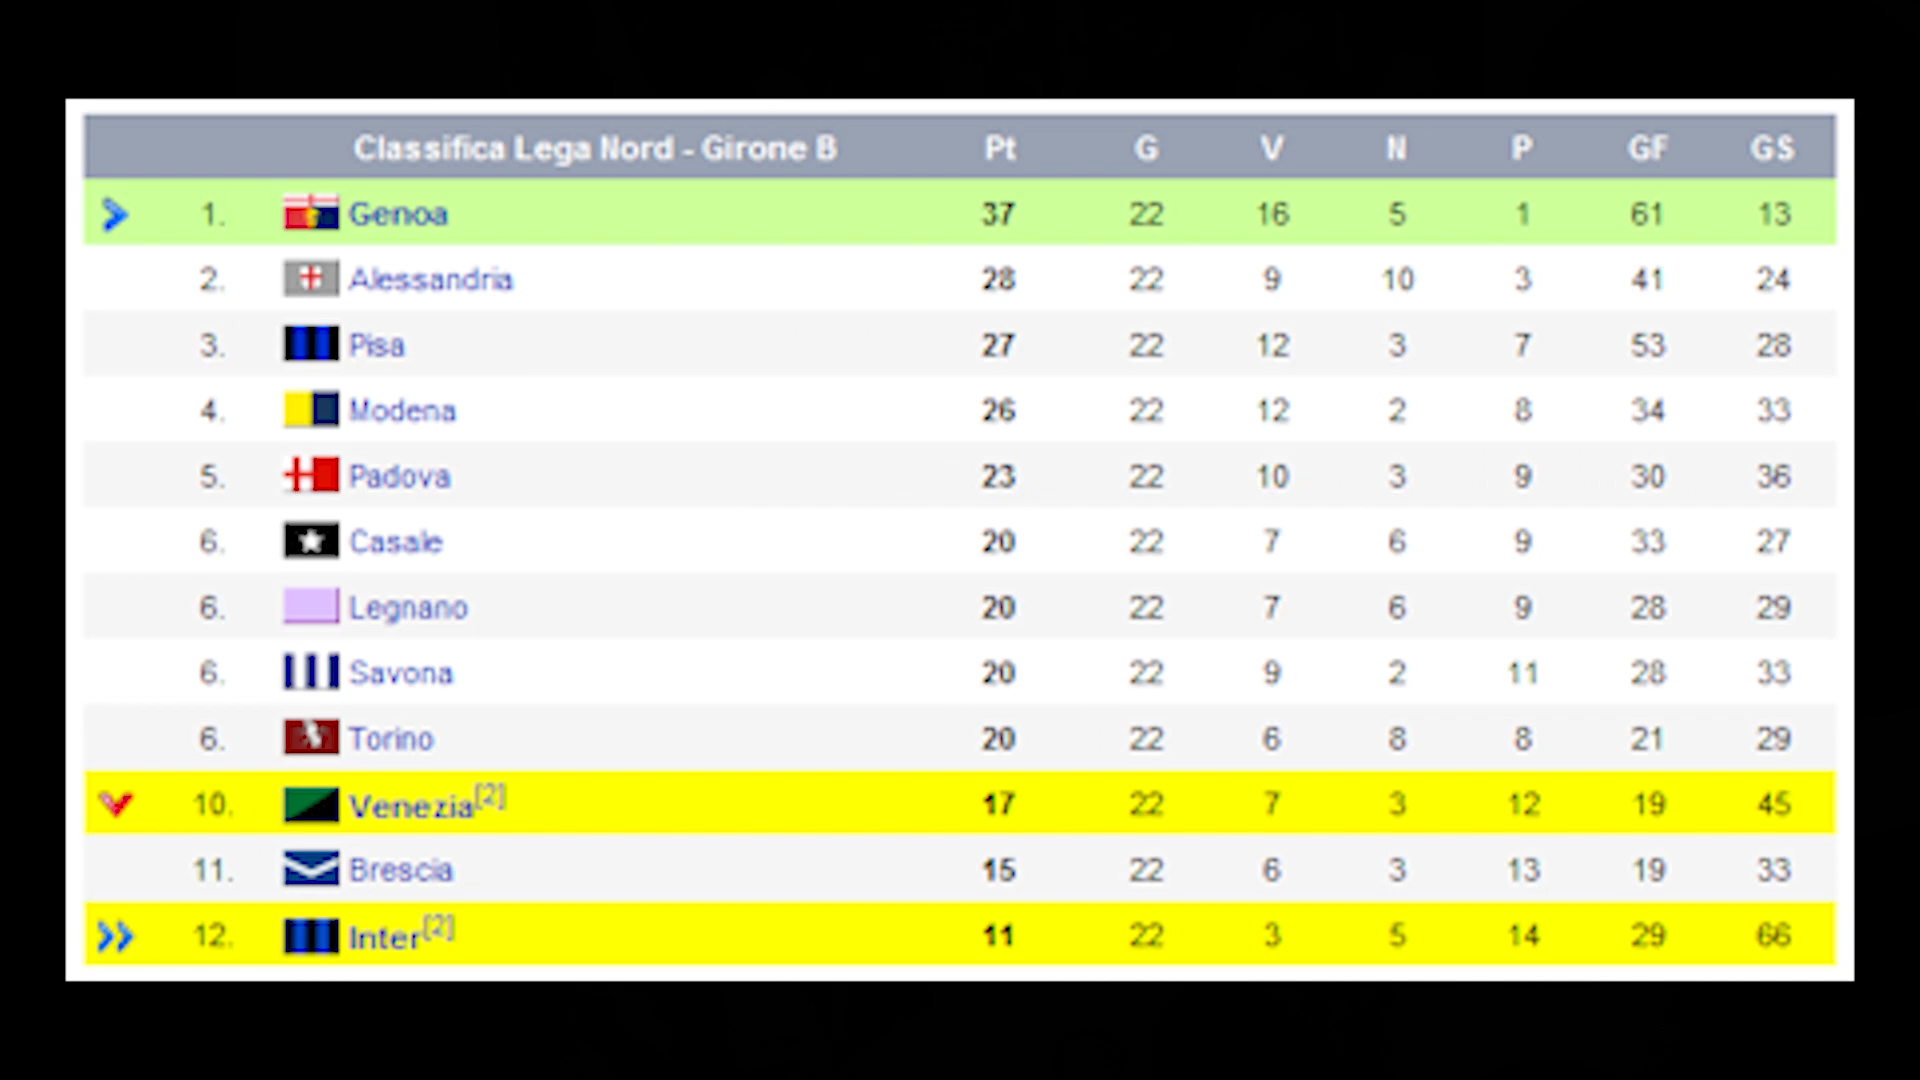 Classifica Lega Nord - Girone B Pt G V N P GF GS
1. Genoa 37 22 16 5 1 61 13
2. Alessandria 28 22 9 10 3 41 24
3. Pisa 27 22 12 3 7 53 28
4. Modena 26 22 12 2 8 34 33
5. Padova 23 22 10 3 9 30 36
6. Casale 20 22 7 6 9 33 27
6. Legnano 20 22 7 6 9 28 29
6. Savona 20 22 9 2 11 28 33
6. Torino 20 22 6 8 8 21 29
10. Venezia[2] 17 22 7 3 12 19 45
11. Brescia 15 22 6 3 13 19 33
12. Inter[2] 11 22 3 5 14 29 66